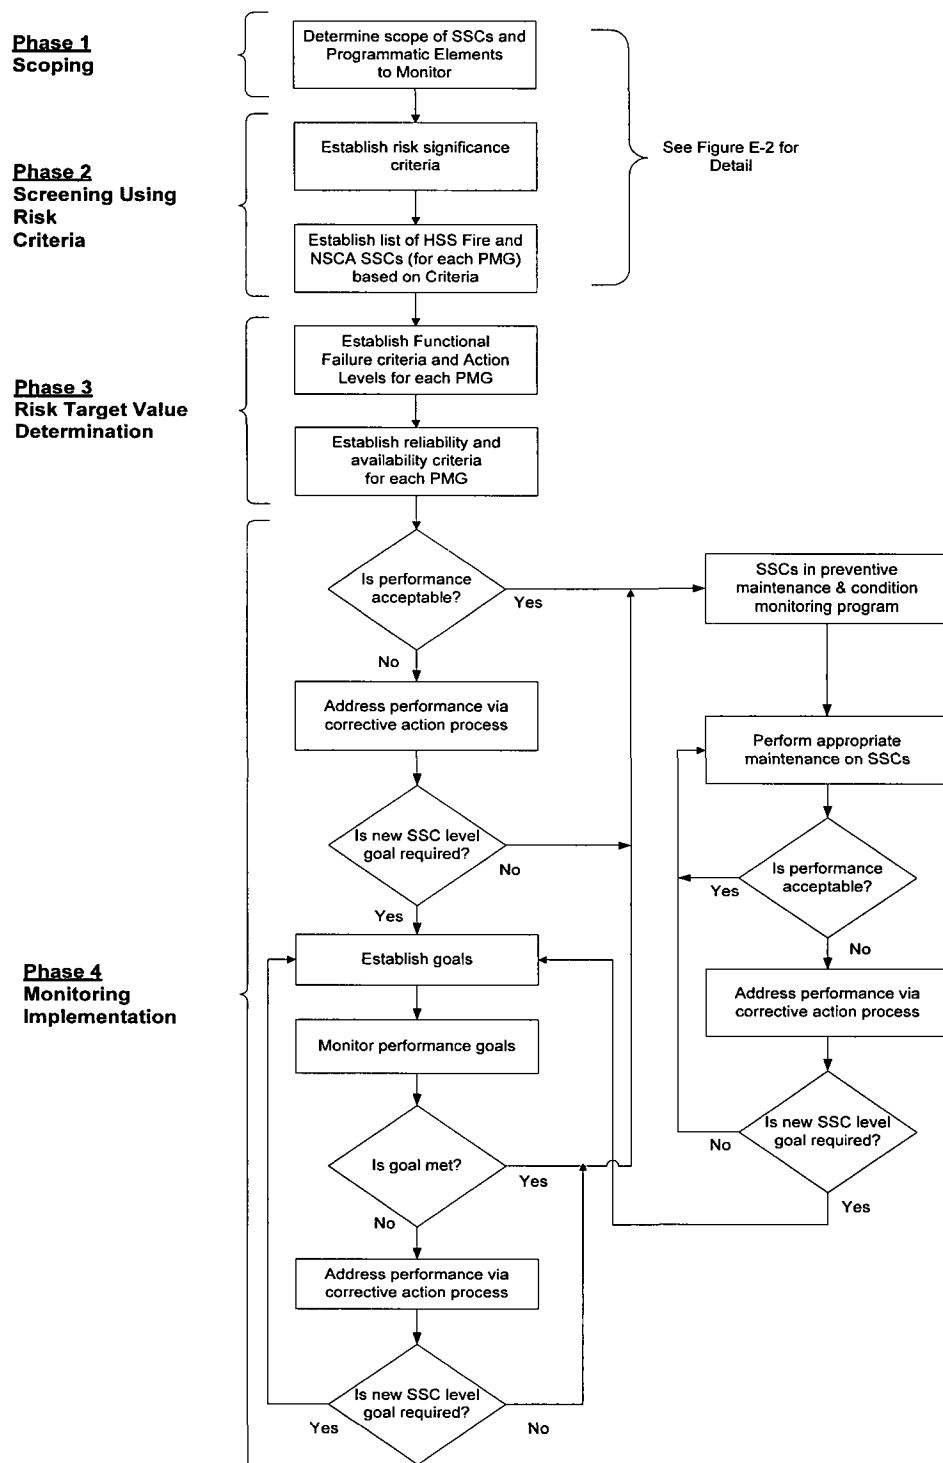 Phase 1
Scoping
Determine scope of SSCs and
Programmatic Elements
to Monitor
Phase 2
Screening Using
Risk
Criteria
Establish risk significance
criteria
See Figure E-2 for
Detail
Establish list of HSS Fire and
NSCA SSCs (for each PMG)
based on Criteria
Phase 3
Risk Target Value
Determination
Establish Functional
Failure criteria and Action
Levels for each PMG
Establish reliability and
availability criteria
for each PMG
Phase 4
Monitoring
Implementation
Is performance
acceptable?
Yes
No
Address performance via
corrective action process
Is new SSC level
goal required?
No
Yes
Establish goals
Monitor performance goals
Is goal met?
Yes
No
Address performance via
corrective action process
Is new SSC level
goal required?
Yes
No
SSCs in preventive
maintenance & condition
monitoring program
Perform appropriate
maintenance on SSCs
Is performance
acceptable?
Yes
No
Address performance via
corrective action process
Is new SSC level
goal required?
No
Yes